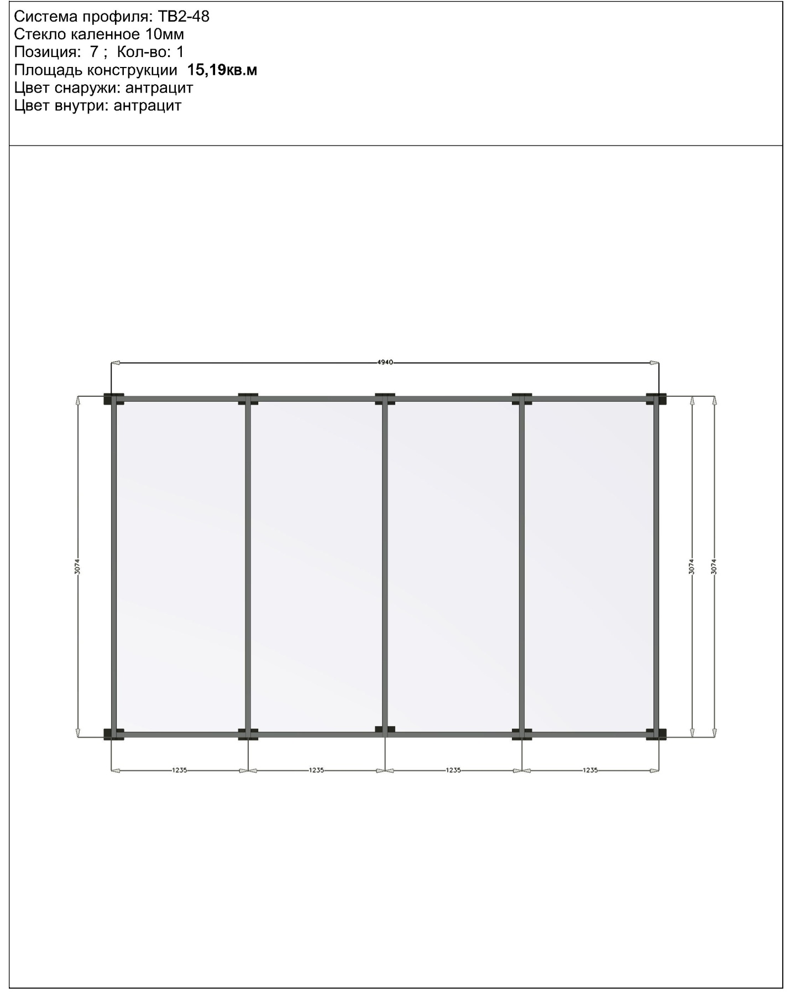 Система профиля: ТВ2-48
Стекло каленное 10мм
Позиция: 7 ; Кол-во: 1
Площадь конструкции 15,19кв.м
Цвет снаружи: антрацит
Цвет внутри: антрацит
4940
3074
3074
3074
1235
1235
1235
1235